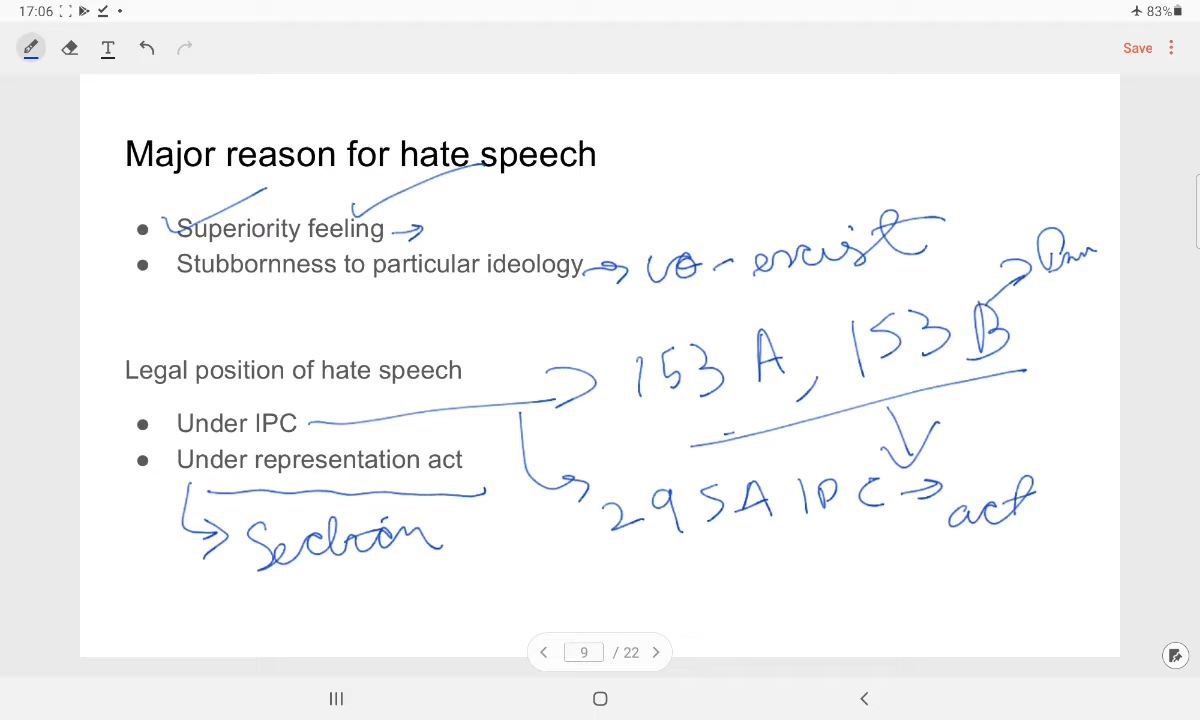 17:06 83%
Save
Major reason for hate speech
Superiority feeling →
Stubbornness to particular ideology → co-exist
153 A, 153 B →
Legal position of hate speech
Under IPC
Under representation act
295A IPC → act
Section
9 / 22